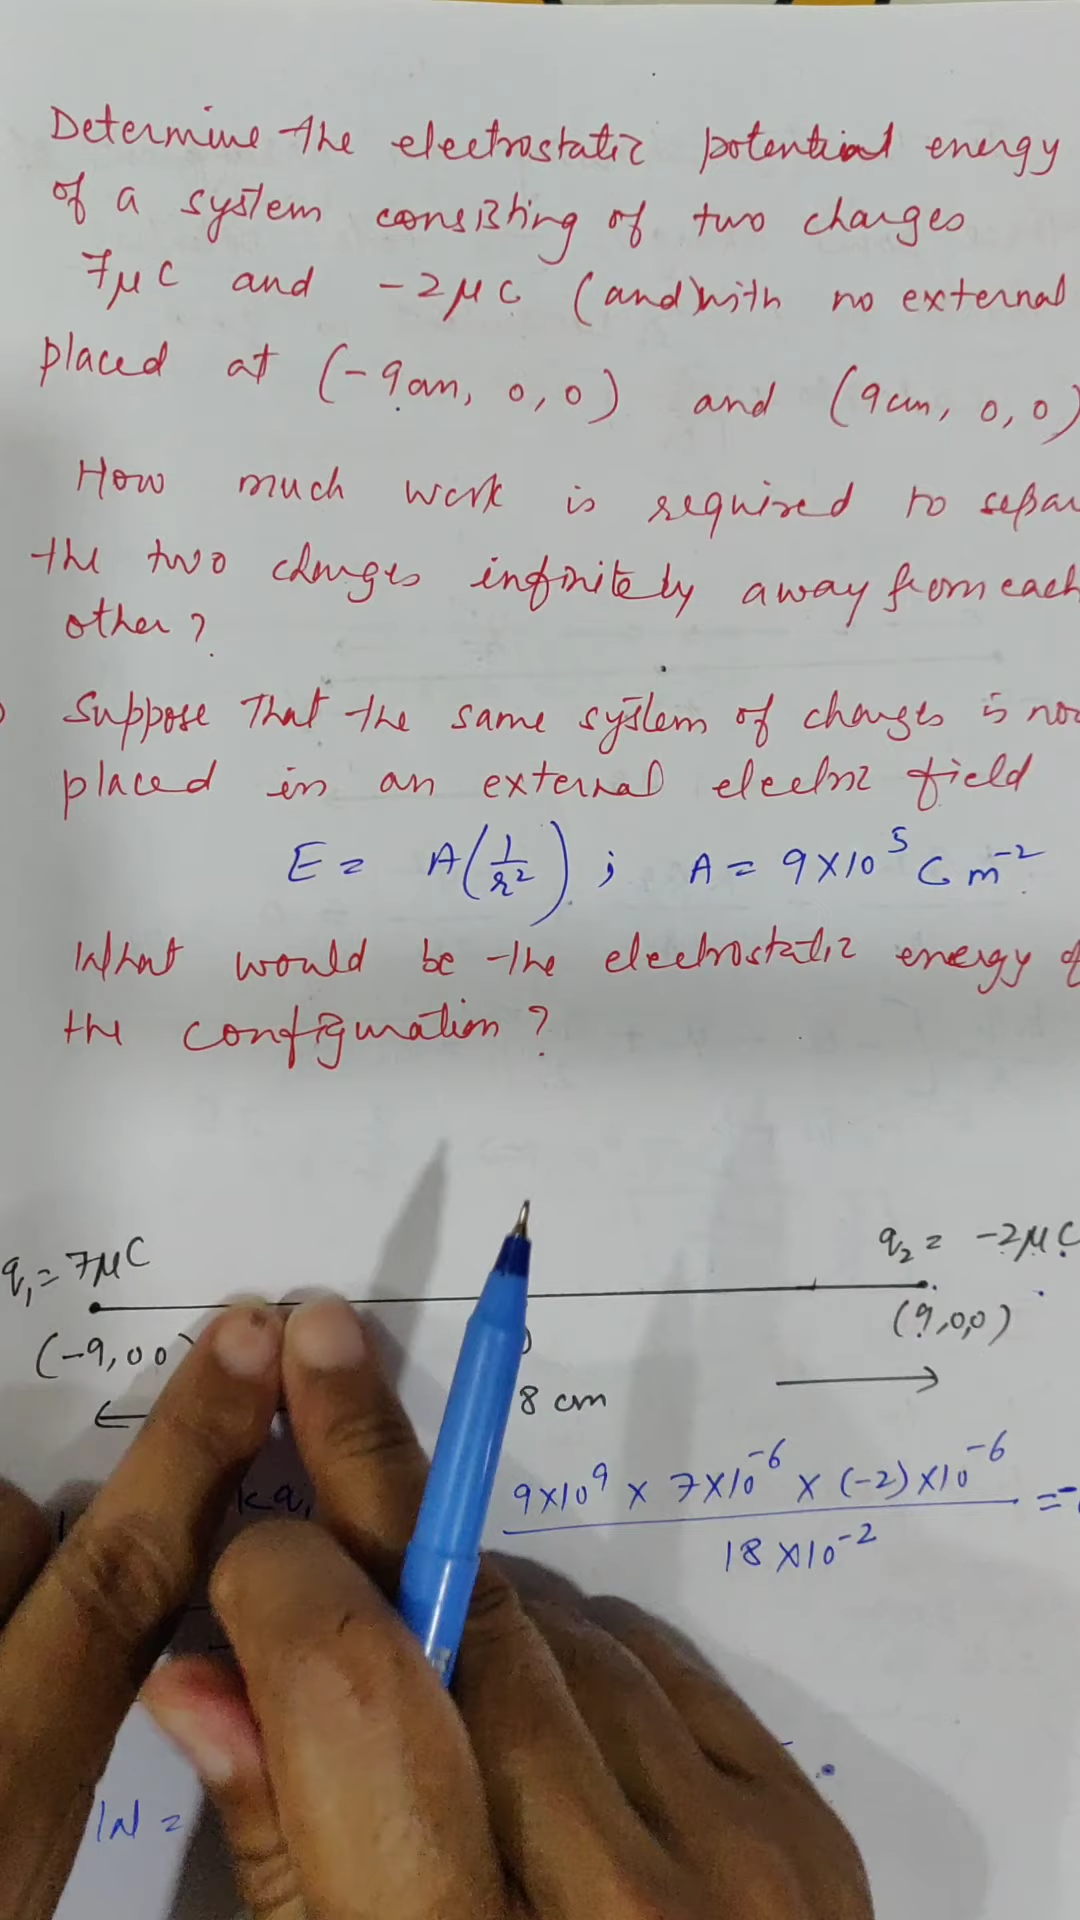 Determine the electrostatic potential energy
of a system consisting of two charges
7μC and -2μC (and) with no external
placed at (-9cm, 0,0) and (9cm, 0,0)
How much work is required to separ
the two charges infinitely away from each
other?
Suppose that the same system of charges is now
placed in an external electric field
E = A(1/r²) ; A = 9×10⁵ C m⁻²
What would be the electrostatic energy of
the configuration?
q₁ = 7μC q₂ = -2μC
(-9,00) (9,0,0)
8 cm
kq₁ 9×10⁹ × 7×10⁻⁶ × (-2)×10⁻⁶ / 18×10⁻² = -
W =